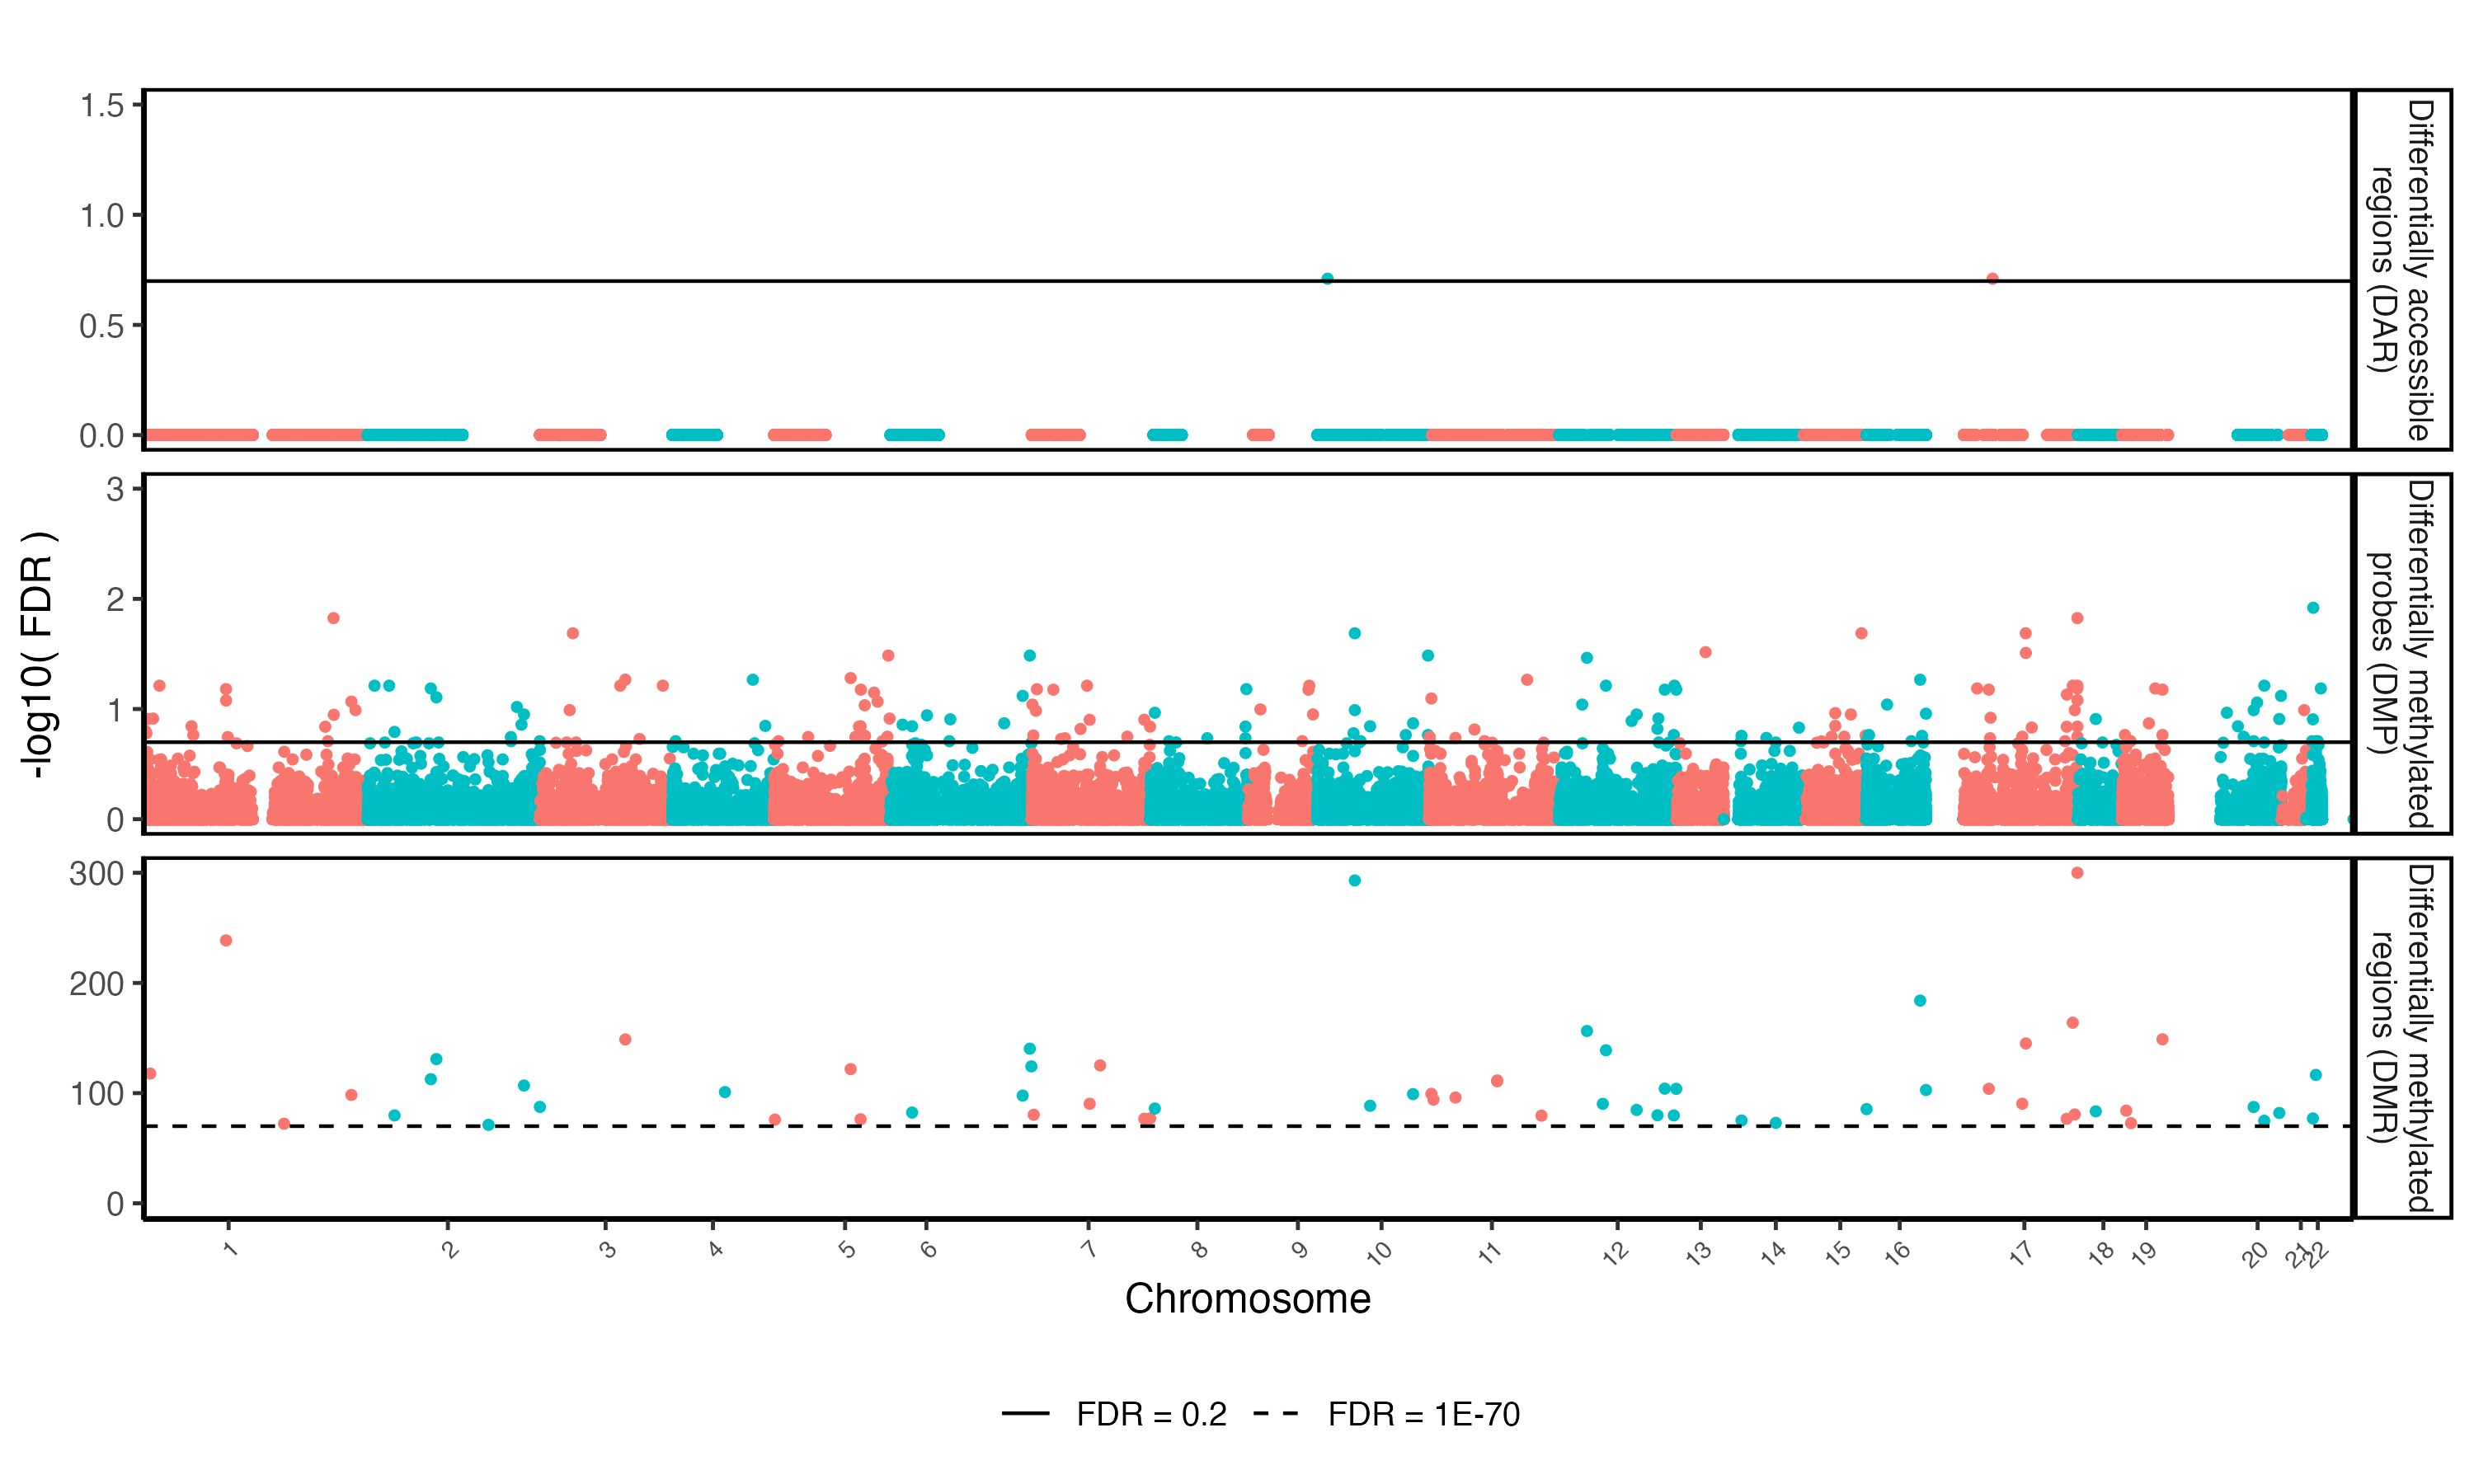 -log10( FDR )
1.5
1.0
0.5
0.0
Differentially accessible
regions (DAR)
3
2
1
0
Differentially methylated
probes (DMP)
300
200
100
0
Differentially methylated
regions (DMR)
1 2 3 4 5 6 7 8 9 10 11 12 13 14 15 16 17 18 19 20 21 22
Chromosome
FDR = 0.2 FDR = 1E-70